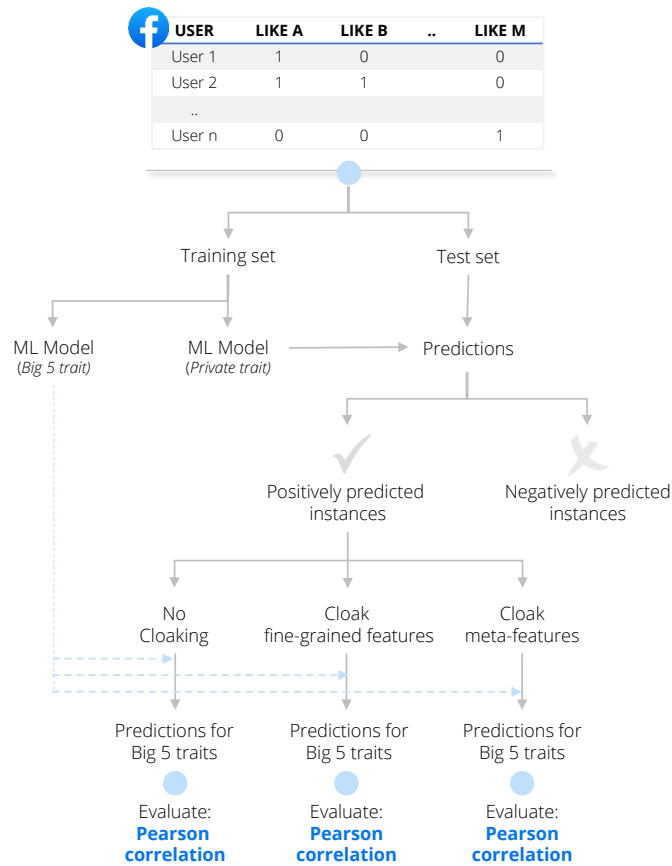 USER LIKE A LIKE B .. LIKE M
User 1 1 0 0
User 2 1 1 0
..
User n 0 0 1
Training set Test set
ML Model ML Model Predictions
(Big 5 trait) (Private trait)
Positively predicted Negatively predicted
instances instances
No Cloak Cloak
Cloaking fine-grained features meta-features
Predictions for Predictions for Predictions for
Big 5 traits Big 5 traits Big 5 traits
Evaluate: Evaluate: Evaluate:
Pearson Pearson Pearson
correlation correlation correlation